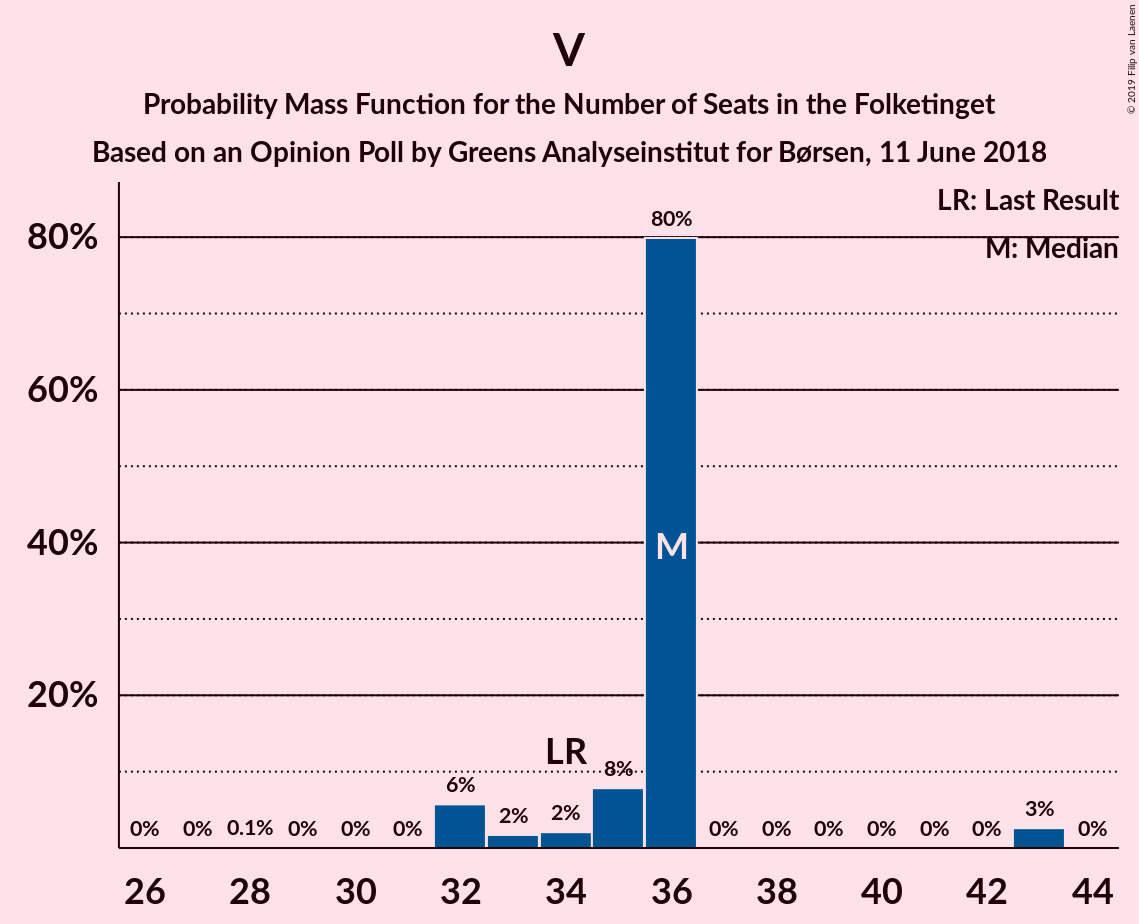 V
Probability Mass Function for the Number of Seats in the Folketinget
Based on an Opinion Poll by Greens Analyseinstitut for Børsen, 11 June 2018
© 2019 Filip van Laenen
LR: Last Result
M: Median
80%
60%
40%
20%
0% 0% 0.1% 0% 0% 0% 6% 2% 2% 8% 80% 0% 0% 0% 0% 0% 0% 3% 0%
LR
M
26 28 30 32 34 36 38 40 42 44